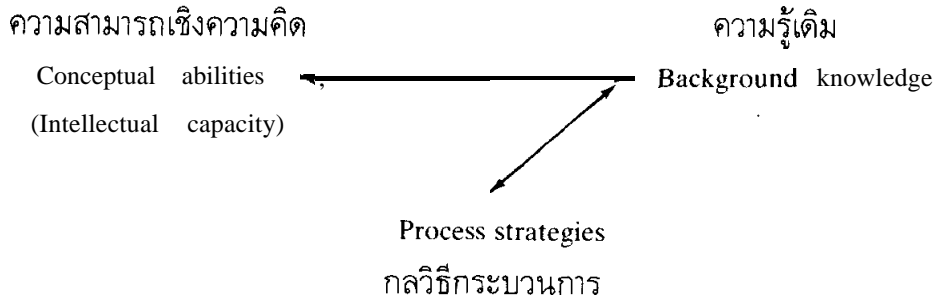 ความสามารถเชิงความคิด
ความรู้เดิม
Conceptual abilities
Background knowledge
(Intellectual capacity)
Process strategies
กลวิธีกระบวนการ